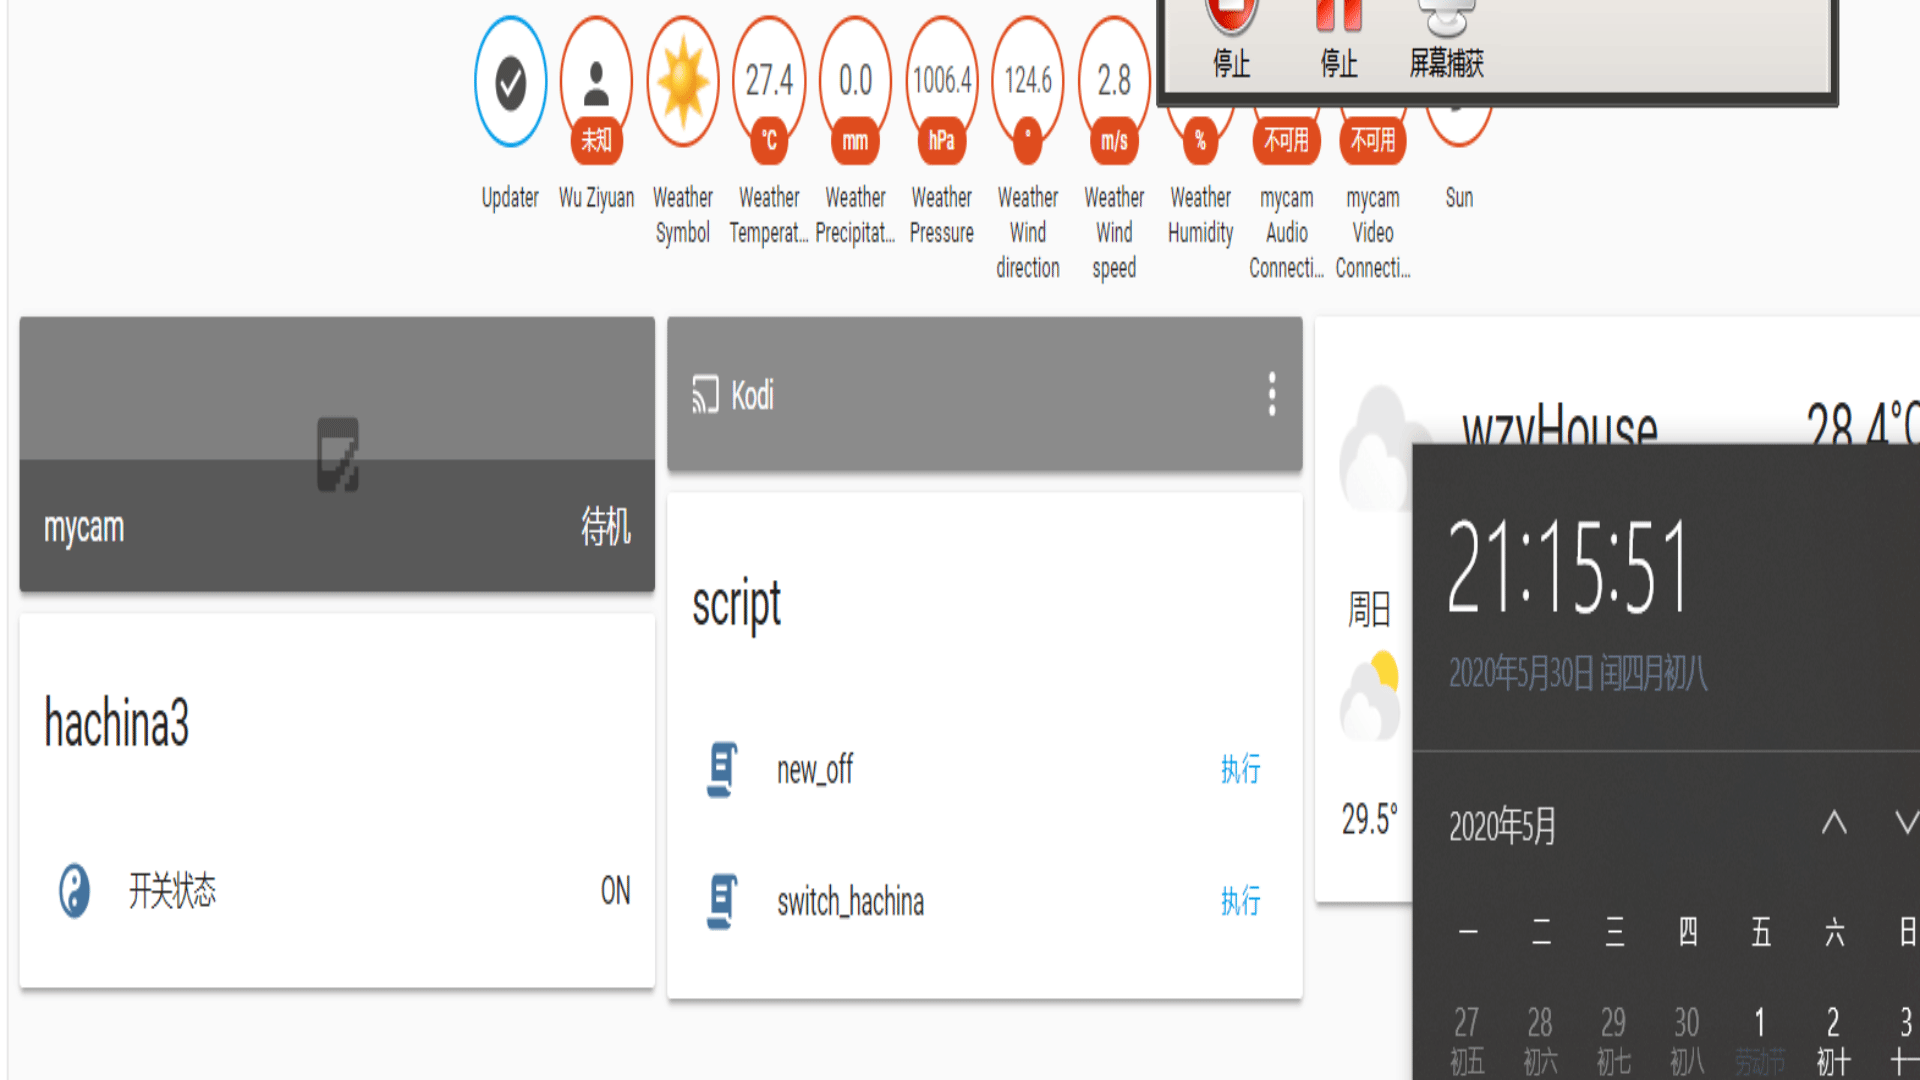 停止
停止
屏幕捕获
27.4
0.0
1006.4
124.6
2.8
未知
°C
mm
hPa
°
m/s
%
不可用
不可用
Updater
Wu Ziyuan
Weather
Symbol
Weather
Temperat...
Weather
Precipitat...
Weather
Pressure
Weather
Wind
direction
Weather
Wind
speed
Weather
Humidity
mycam
Audio
Connecti...
mycam
Video
Connecti...
Sun
mycam
待机
hachina3
开关状态
ON
Kodi
script
new_off
执行
switch_hachina
执行
wzyHouse
28.4°C
周日
29.5°
21:15:51
2020年5月30日 闰四月初八
2020年5月
一 二 三 四 五 六 日
27 28 29 30 1 2 3
初五 初六 初七 初八 劳动节 初十 十一